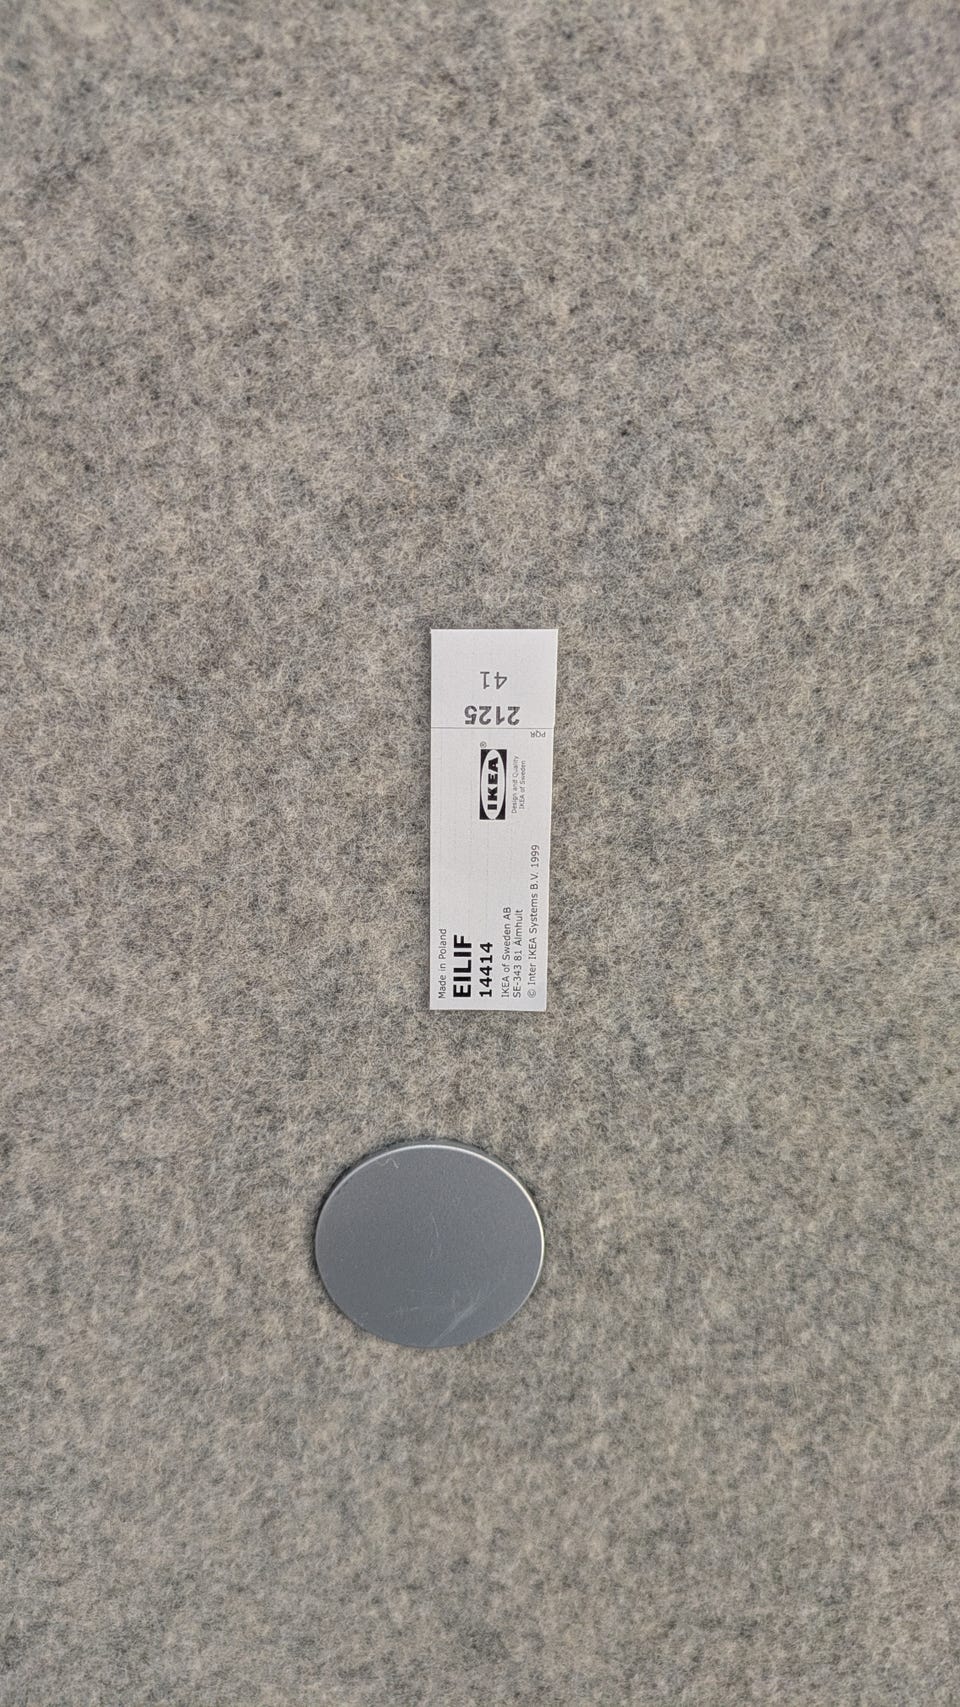 Made in Poland
EILIF
14414
IKEA of Sweden AB
SE-343 81 Älmhult
© Inter IKEA Systems B.V. 1999
IKEA®
Design and Quality
IKEA of Sweden
PQR
2125
41